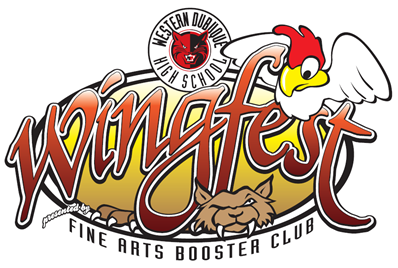 WESTERN DUBUQUE
HIGH SCHOOL
Wingfest
presented by
FINE ARTS BOOSTER CLUB